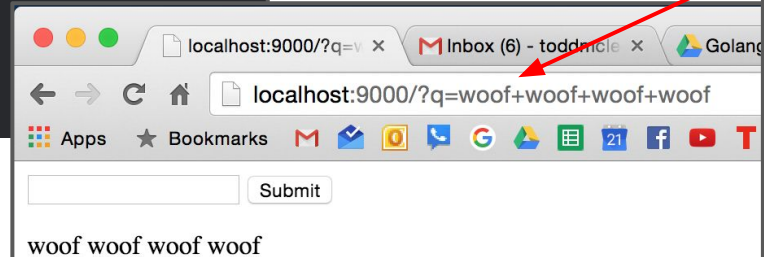 localhost:9000/?q=w Inbox (6) - toddmcle Golang
localhost:9000/?q=woof+woof+woof+woof
Apps Bookmarks 21
Submit
woof woof woof woof